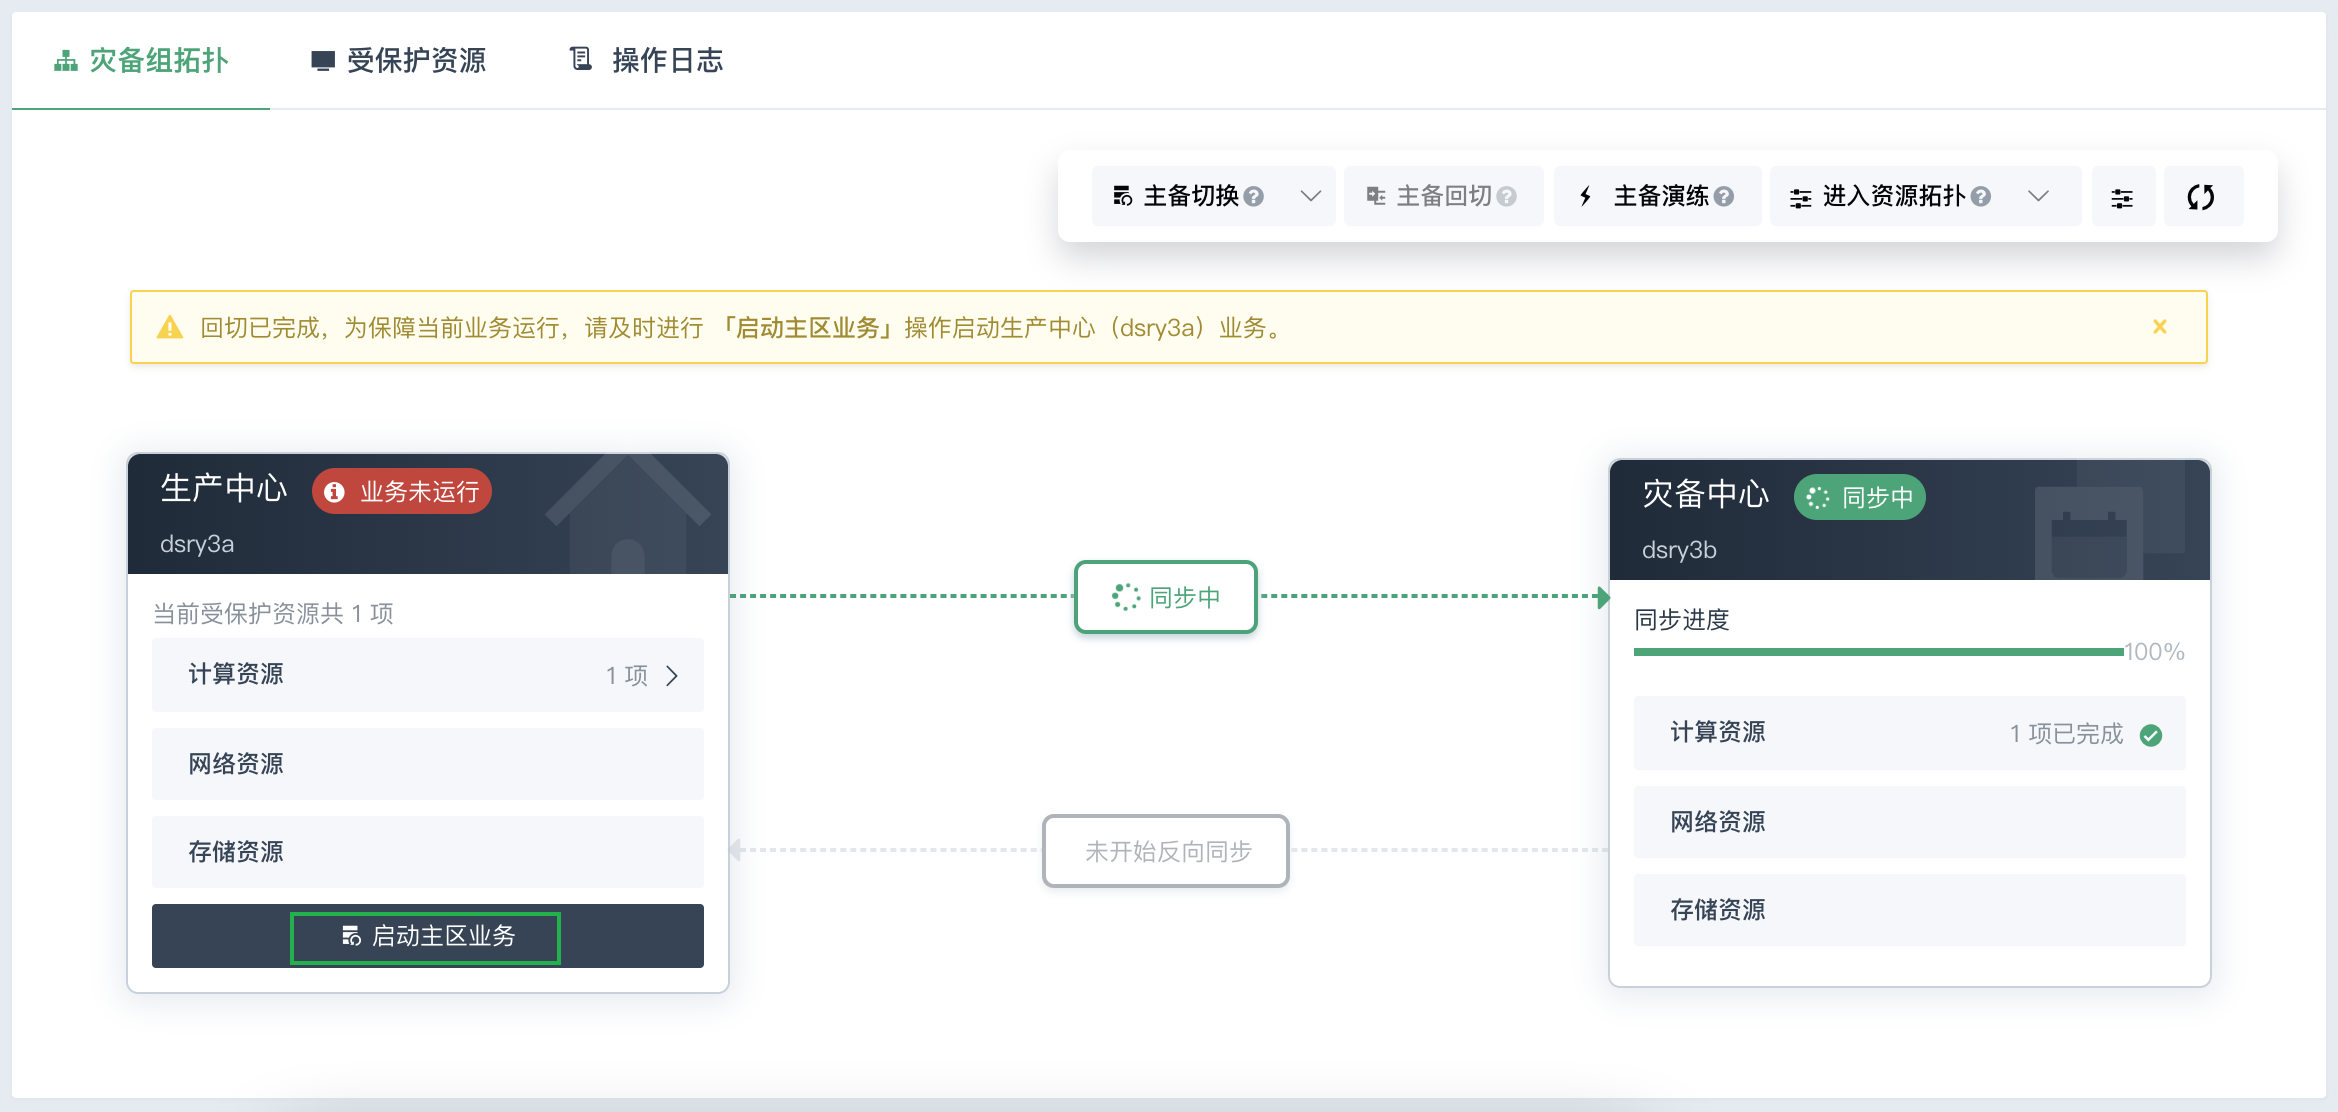 灾备组拓扑
受保护资源
操作日志
主备切换
主备回切
主备演练
进入资源拓扑
回切已完成，为保障当前业务运行，请及时进行「启动主区业务」操作启动生产中心（dsry3a）业务。
生产中心
业务未运行
dsry3a
当前受保护资源共 1 项
计算资源
1 项
网络资源
存储资源
启动主区业务
同步中
未开始反向同步
灾备中心
同步中
dsry3b
同步进度
100%
计算资源
1 项已完成
网络资源
存储资源